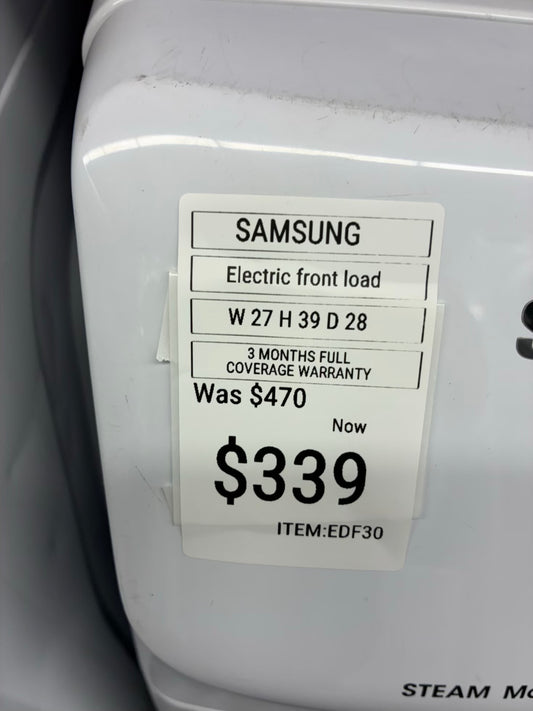 SAMSUNG
Electric front load
W 27 H 39 D 28
3 MONTHS FULL
COVERAGE WARRANTY
Was $470
Now
$339
ITEM:EDF30
STEAM